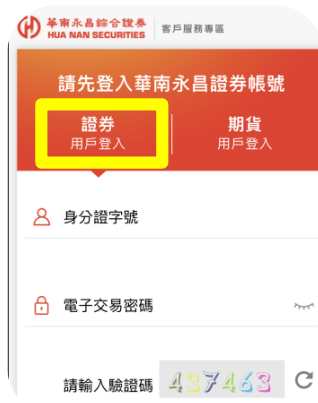 華南永昌綜合證券
HUA NAN SECURITIES
客戶服務專區
請先登入華南永昌證券帳號
證券
用戶登入
期貨
用戶登入
身分證字號
電子交易密碼
請輸入驗證碼
437463